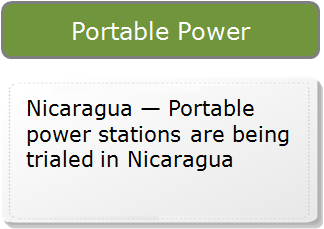 Portable Power
Nicaragua — Portable
power stations are being
trialed in Nicaragua